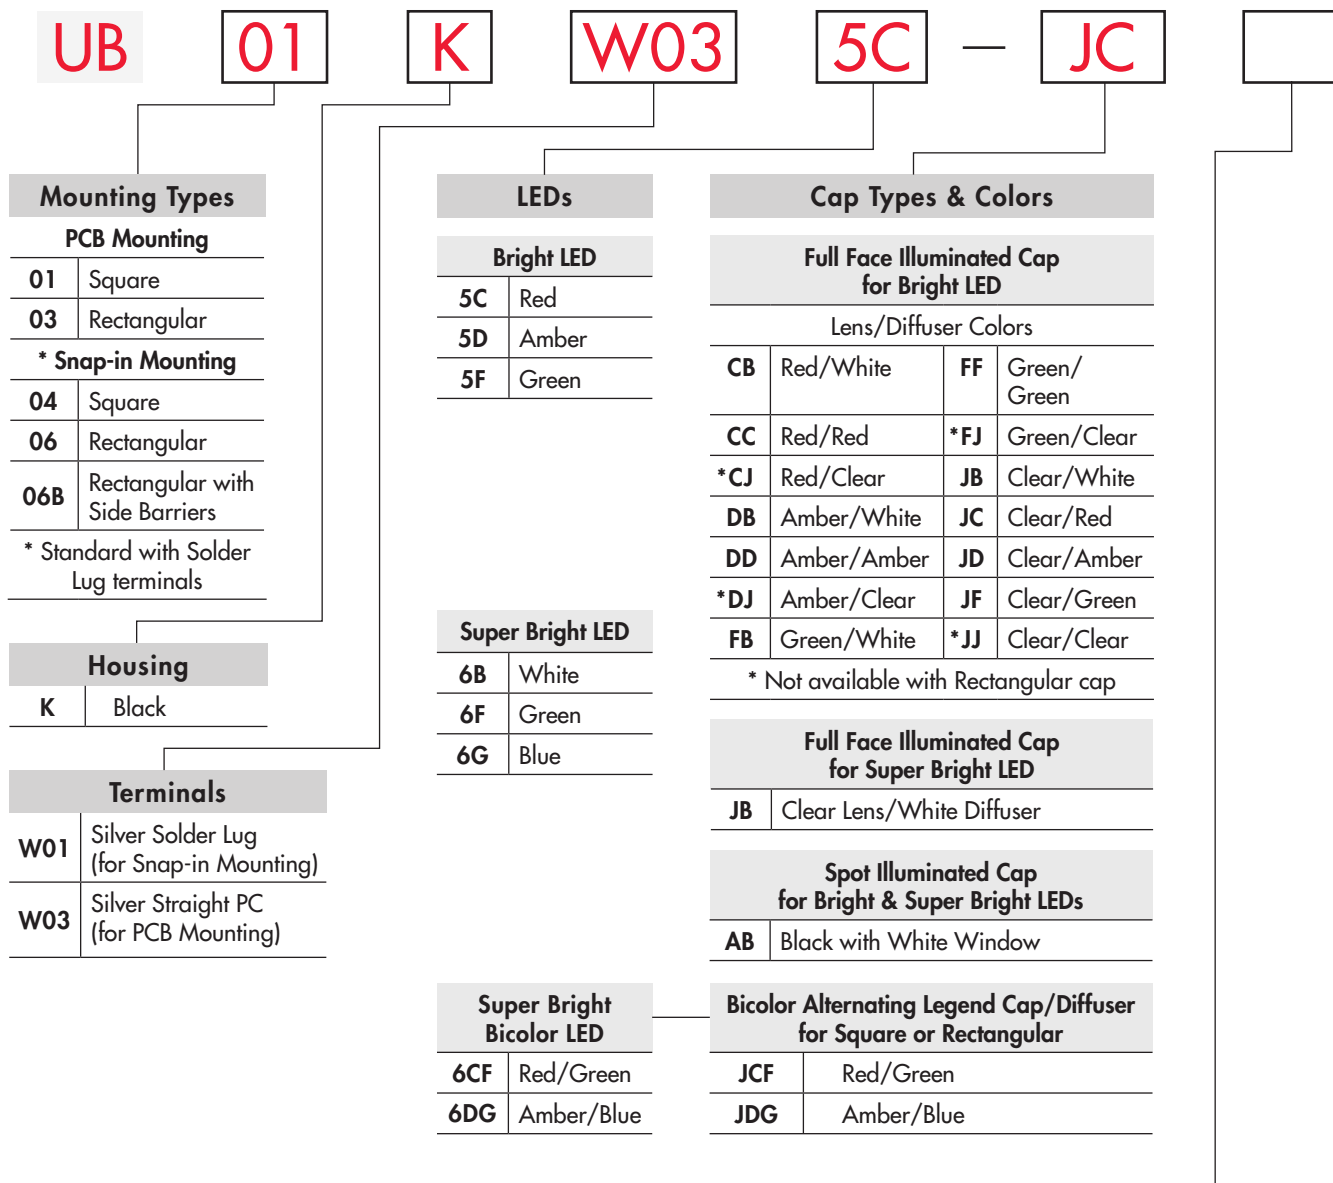 UB 01 K W03 5C — JC
Mounting Types
PCB Mounting
01 Square
03 Rectangular
* Snap-in Mounting
04 Square
06 Rectangular
06B Rectangular with
Side Barriers
* Standard with Solder
Lug terminals
Housing
K Black
Terminals
W01 Silver Solder Lug
(for Snap-in Mounting)
W03 Silver Straight PC
(for PCB Mounting)
LEDs
Bright LED
5C Red
5D Amber
5F Green
Super Bright LED
6B White
6F Green
6G Blue
Super Bright
Bicolor LED
6CF Red/Green
6DG Amber/Blue
Cap Types & Colors
Full Face Illuminated Cap
for Bright LED
Lens/Diffuser Colors
CB Red/White FF Green/
Green
CC Red/Red *FJ Green/Clear
*CJ Red/Clear JB Clear/White
DB Amber/White JC Clear/Red
DD Amber/Amber JD Clear/Amber
*DJ Amber/Clear JF Clear/Green
FB Green/White *JJ Clear/Clear
* Not available with Rectangular cap
Full Face Illuminated Cap
for Super Bright LED
JB Clear Lens/White Diffuser
Spot Illuminated Cap
for Bright & Super Bright LEDs
AB Black with White Window
Bicolor Alternating Legend Cap/Diffuser
for Square or Rectangular
JCF Red/Green
JDG Amber/Blue